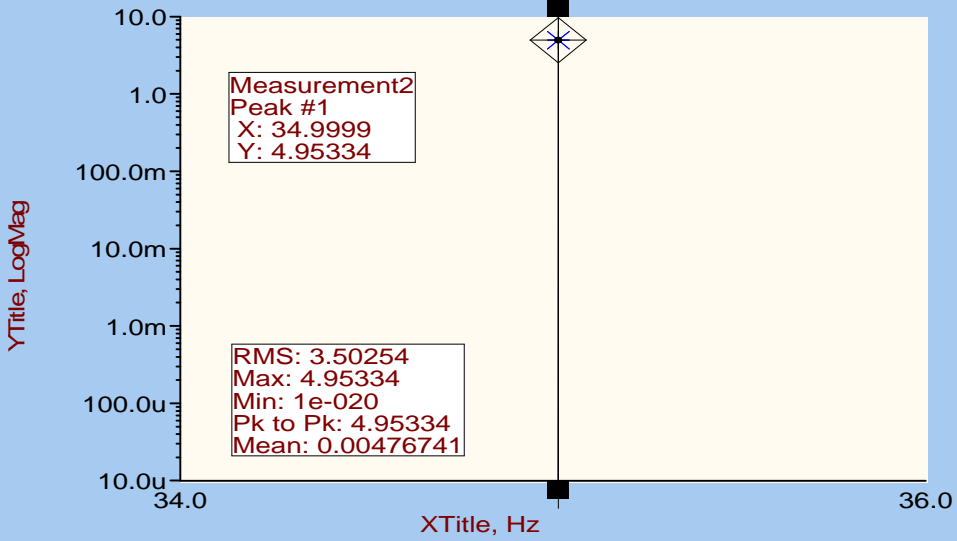 10.0
1.0
100.0m
10.0m
1.0m
100.0u
10.0u
YTitle, LogMag
Measurement2
Peak #1
X: 34.9999
Y: 4.95334
RMS: 3.50254
Max: 4.95334
Min: 1e-020
Pk to Pk: 4.95334
Mean: 0.00476741
34.0
36.0
XTitle, Hz